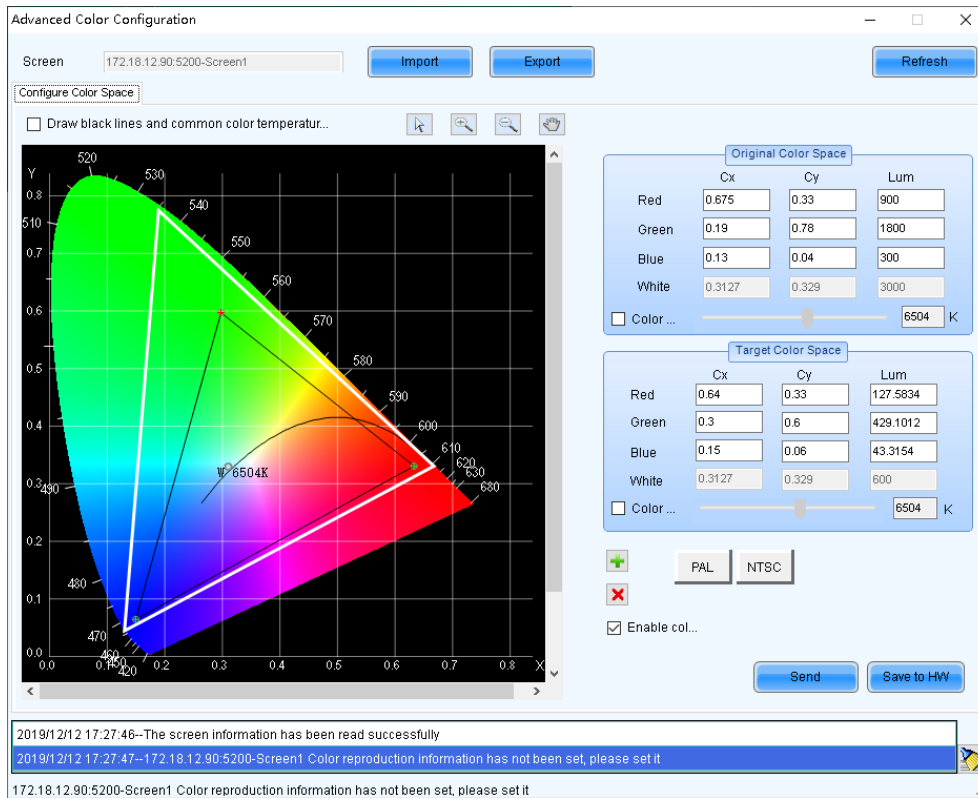 Advanced Color Configuration
Screen 172.18.12.90:5200-Screen1 Import Export Refresh
Configure Color Space
Draw black lines and common color temperatur...
Y
520
530
540
550
560
570
580
590
600
610
620
630
680
510
490
480
470
460
450
420
0.8
0.7
0.6
0.5
0.4
0.3
0.2
0.1
0.0
W 6504K
0.0 0.1 0.2 0.3 0.4 0.5 0.6 0.7 0.8 X
Original Color Space
Cx Cy Lum
Red 0.675 0.33 900
Green 0.19 0.78 1800
Blue 0.13 0.04 300
White 0.3127 0.329 3000
Color ... 6504 K
Target Color Space
Cx Cy Lum
Red 0.64 0.33 127.5834
Green 0.3 0.6 429.1012
Blue 0.15 0.06 43.3154
White 0.3127 0.329 600
Color ... 6504 K
PAL NTSC
Enable col...
Send Save to HW
2019/12/12 17:27:46--The screen information has been read successfully
2019/12/12 17:27:47--172.18.12.90:5200-Screen1 Color reproduction information has not been set, please set it
172.18.12.90:5200-Screen1 Color reproduction information has not been set, please set it